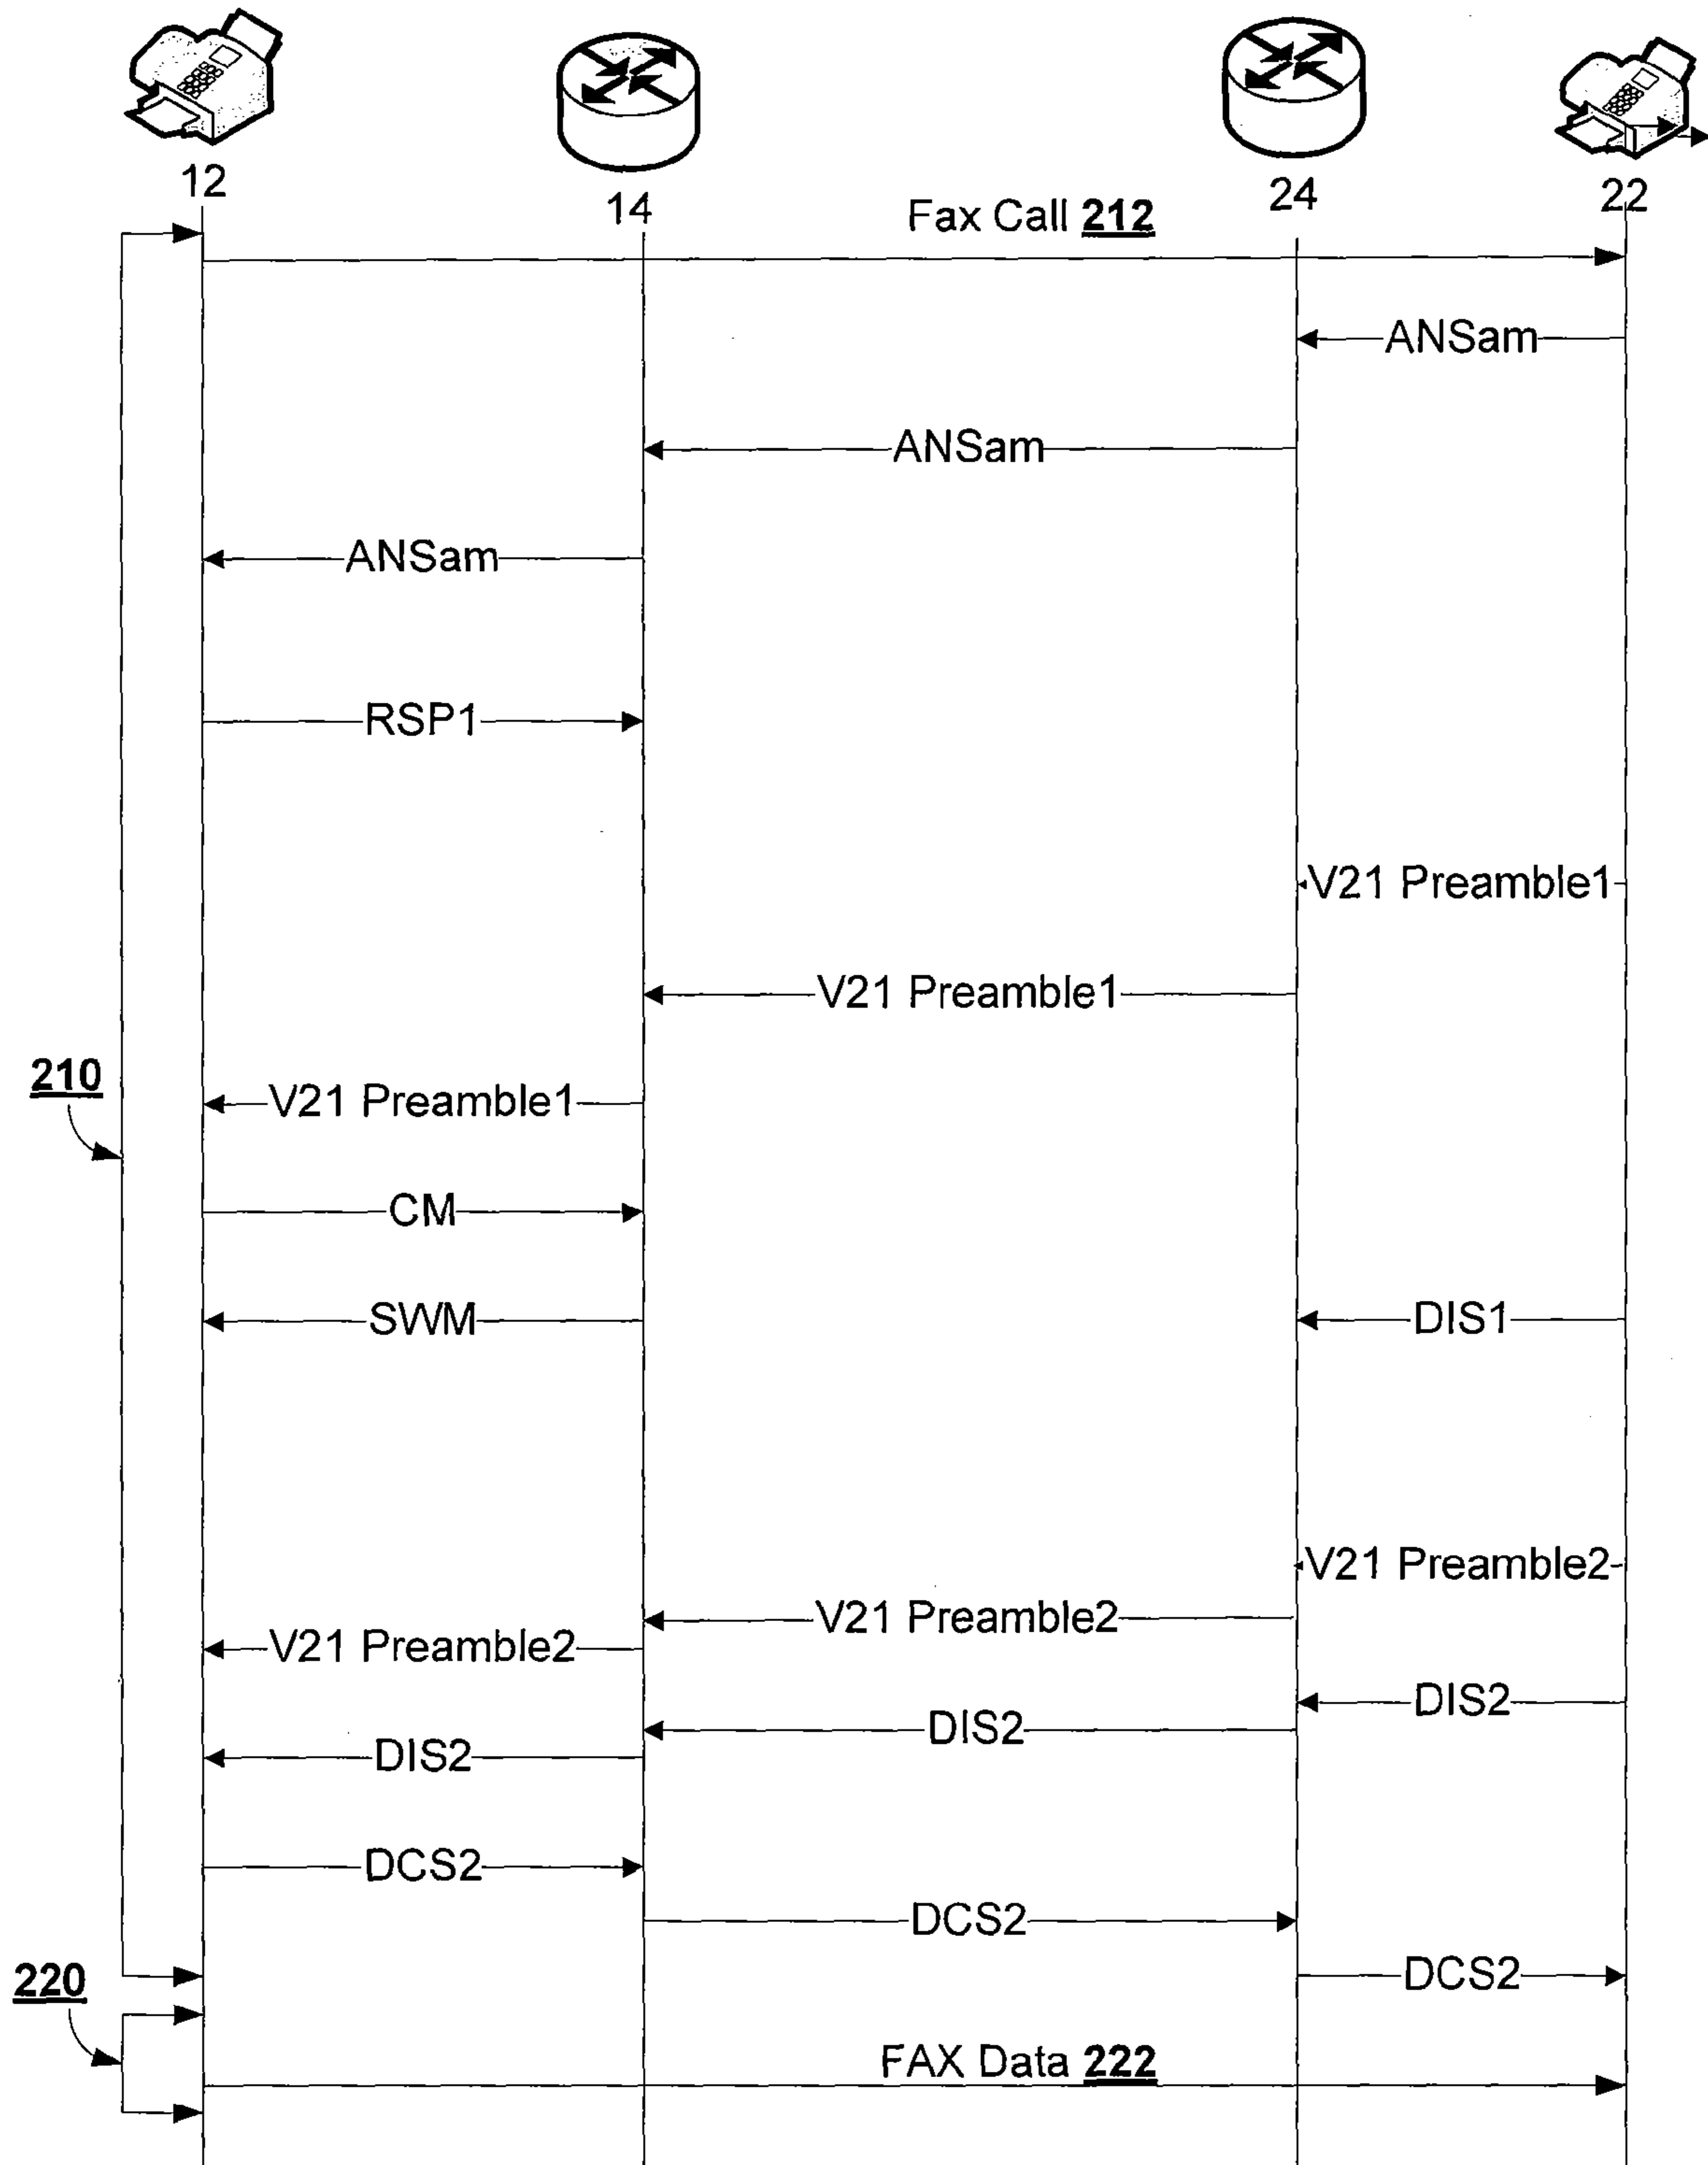 12
14
24
22
Fax Call 212
ANSam
ANSam
ANSam
RSP1
V21 Preamble1
V21 Preamble1
210
V21 Preamble1
CM
SWM
DIS1
V21 Preamble2
V21 Preamble2
V21 Preamble2
DIS2
DIS2
DIS2
DCS2
DCS2
DCS2
220
FAX Data 222